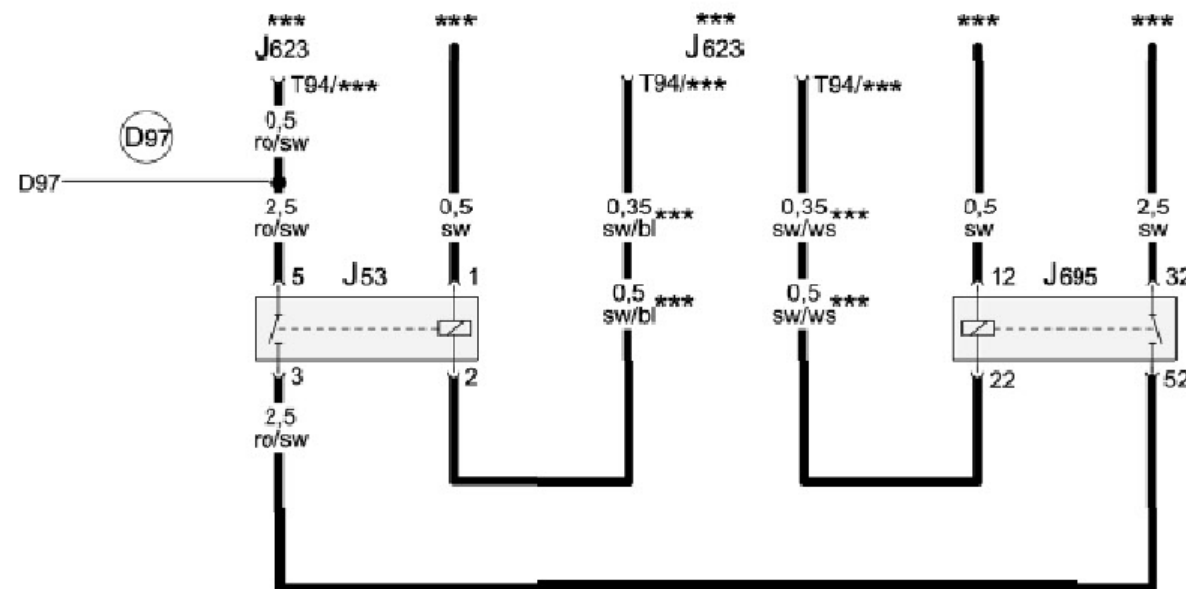 *** *** *** *** ***
J623 J623
T94/*** T94/*** T94/***
0,5
ro/sw
D97
D97
2,5 0,5 0,35 0,35 0,5 2,5
ro/sw sw sw/bl*** sw/ws*** sw sw
5 J53 1 12 J695 32
0,5 0,5
sw/bl*** sw/ws***
3 2 22 52
2,5
ro/sw